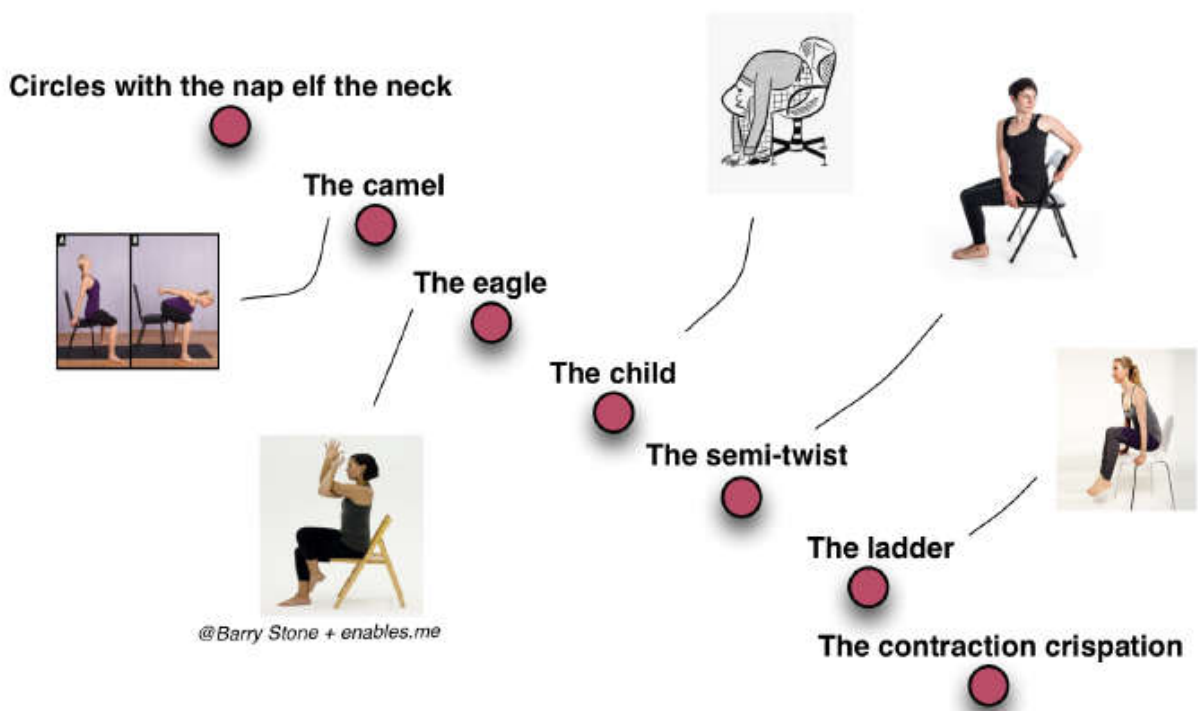 Circles with the nap elf the neck
The camel
The eagle
The child
The semi-twist
The ladder
@Barry Stone + enables.me
The contraction crispation